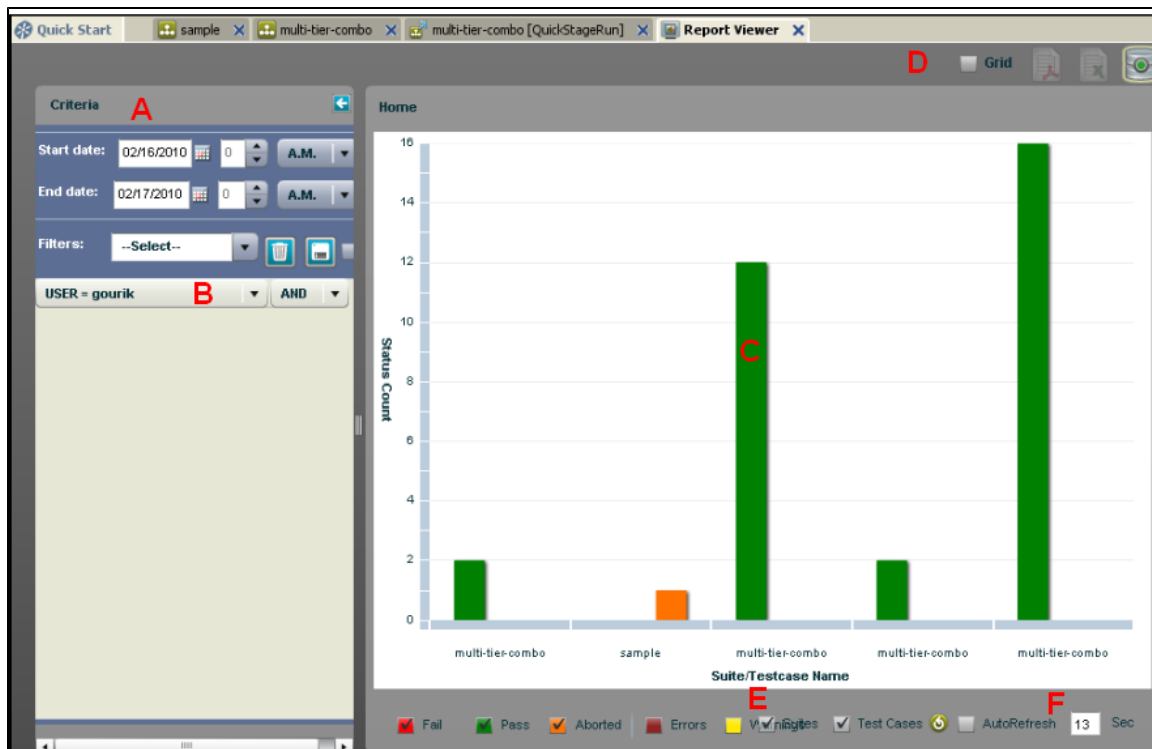 Quick Start sample multi-tier-combo multi-tier-combo [QuickStageRun] Report Viewer
D Grid
Criteria A
Home
Start date: 02/16/2010 0 A.M.
End date: 02/17/2010 0 A.M.
Filters: --Select--
USER = gourik B AND
16
14
12
10
8
6
4
2
0
Status Count
C
multi-tier-combo sample multi-tier-combo multi-tier-combo multi-tier-combo
Suite/Testcase Name
E F
Fail Pass Aborted Errors Warnings Suites Test Cases AutoRefresh 13 Sec